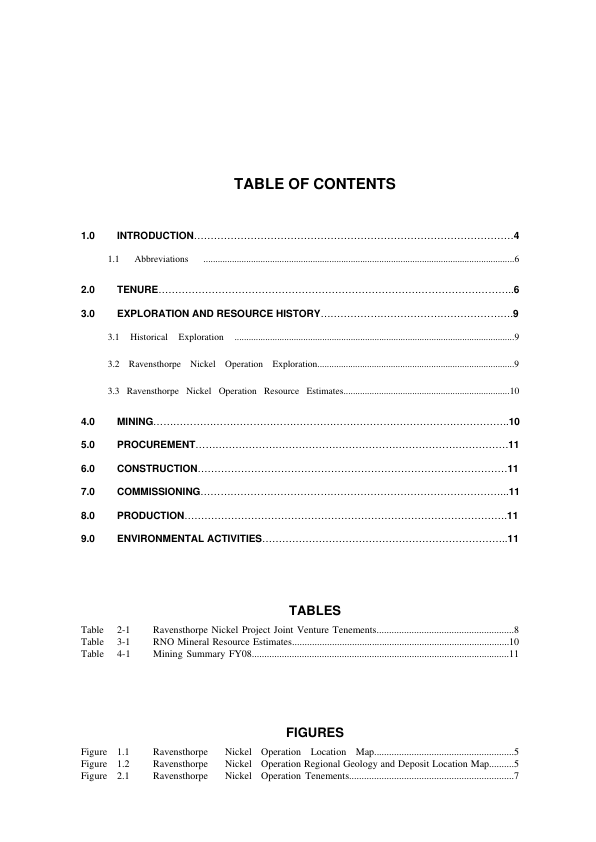 TABLE OF CONTENTS
1.0 INTRODUCTION……………………………………………………………………………………4
1.1 Abbreviations ....................................................................................................................................6
2.0 TENURE……………………………………………………………………………………………..6
3.0 EXPLORATION AND RESOURCE HISTORY………………………………………………….9
3.1 Historical Exploration .......................................................................................................................9
3.2 Ravensthorpe Nickel Operation Exploration...................................................................................9
3.3 Ravensthorpe Nickel Operation Resource Estimates......................................................................10
4.0 MINING……………………………………………………………………………………………..10
5.0 PROCUREMENT…………………………………………………………………………………11
6.0 CONSTRUCTION…………………………………………………………………………………11
7.0 COMMISSIONING………………………………………………………………………………..11
8.0 PRODUCTION……………………………………………………………………………………..11
9.0 ENVIRONMENTAL ACTIVITIES………………………………………………………………..11
TABLES
Table 2-1 Ravensthorpe Nickel Project Joint Venture Tenements..........................................................8
Table 3-1 RNO Mineral Resource Estimates...........................................................................................10
Table 4-1 Mining Summary FY08............................................................................................................11
FIGURES
Figure 1.1 Ravensthorpe Nickel Operation Location Map...........................................................5
Figure 1.2 Ravensthorpe Nickel Operation Regional Geology and Deposit Location Map..........5
Figure 2.1 Ravensthorpe Nickel Operation Tenements.....................................................................7